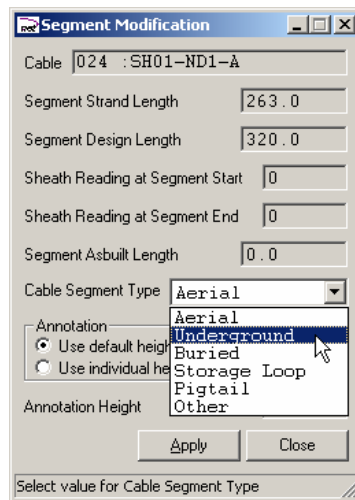 Segment Modification
Cable 024 :SH01-ND1-A
Segment Strand Length 263.0
Segment Design Length 320.0
Sheath Reading at Segment Start 0
Sheath Reading at Segment End 0
Segment Asbuilt Length 0.0
Cable Segment Type Aerial
Aerial
Underground
Buried
Storage Loop
Pigtail
Other
Annotation
Use default heigh
Use individual he
Annotation Height
Apply Close
Select value for Cable Segment Type